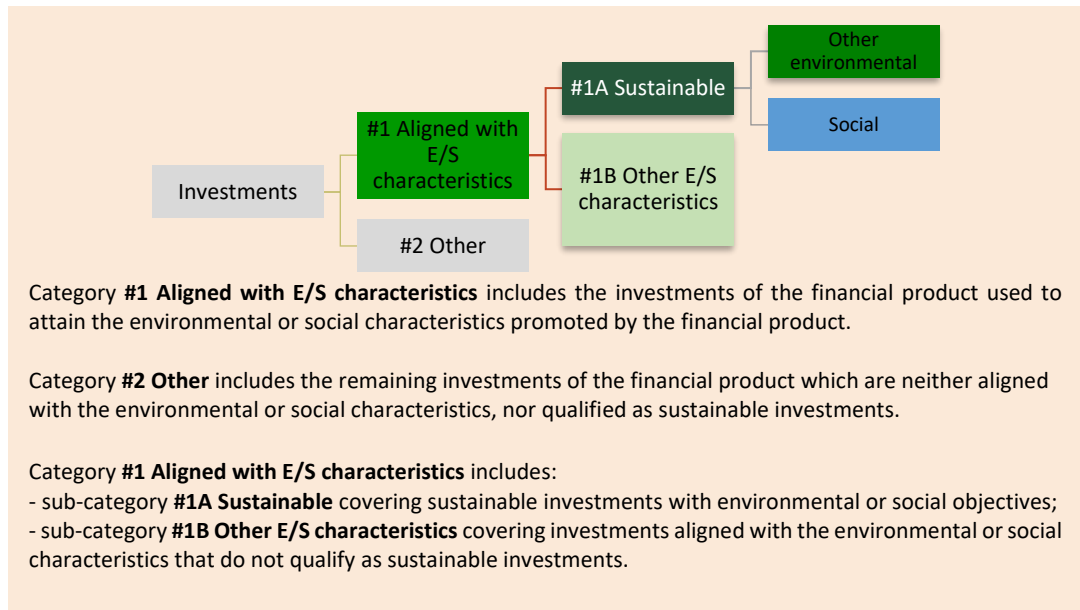 Other
environmental
#1A Sustainable
Social
#1 Aligned with
E/S
characteristics
#1B Other E/S
characteristics
Investments
#2 Other
Category #1 Aligned with E/S characteristics includes the investments of the financial product used to
attain the environmental or social characteristics promoted by the financial product.
Category #2 Other includes the remaining investments of the financial product which are neither aligned
with the environmental or social characteristics, nor qualified as sustainable investments.
Category #1 Aligned with E/S characteristics includes:
- sub-category #1A Sustainable covering sustainable investments with environmental or social objectives;
- sub-category #1B Other E/S characteristics covering investments aligned with the environmental or social
characteristics that do not qualify as sustainable investments.